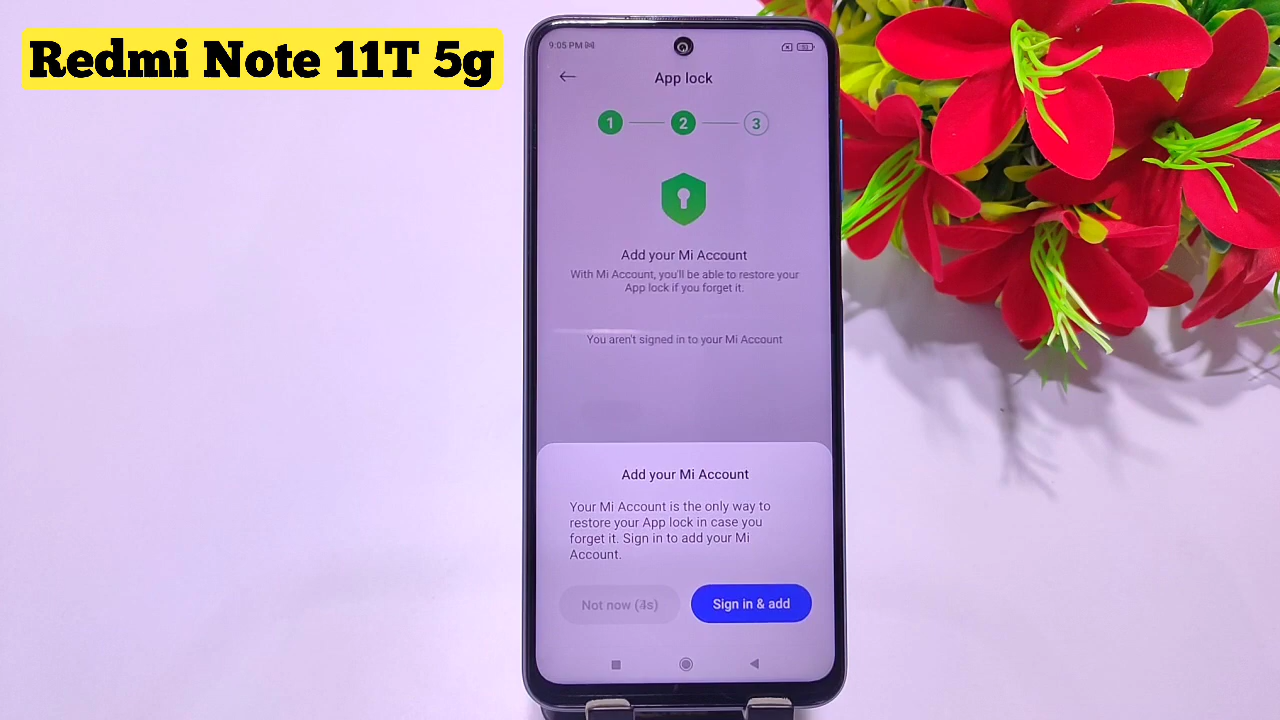 Redmi Note 11T 5g
9:05 PM
App lock
1
2
3
Add your Mi Account
With Mi Account, you'll be able to restore your
App lock if you forget it.
You aren't signed in to your Mi Account
Add your Mi Account
Your Mi Account is the only way to
restore your App lock in case you
forget it. Sign in to add your Mi
Account.
Not now (4s)
Sign in & add